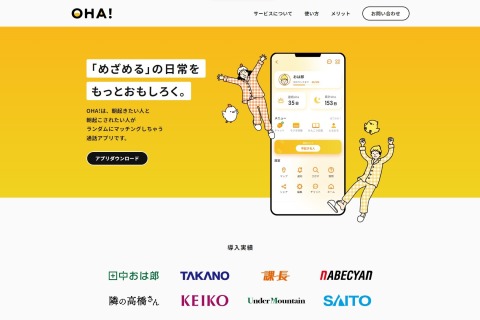 OHA!
サービスについて
使い方
メリット
お問い合わせ
「めざめる」の日常を
もっとおもしろく。
OHA!は、朝起きたい人と
朝起こされたい人が
ランダムにマッチングしちゃう
通話アプリです。
アプリダウンロード
おは郎
35日
153日
メニュー
設定
導入実績
田中おは郎
TAKANO
課長
NABECYAN
隣の高橋さん
KEIKO
Under Mountain
SAITO